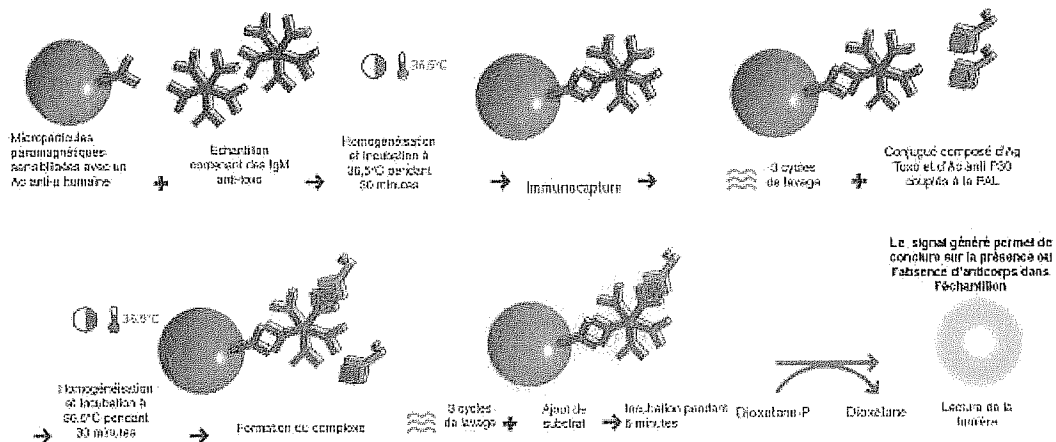 Microparticules
paramagnétiques
sensibilisées avec un
Ac anti-µ humaine
+
Echantillon
contenant des IgM
anti-toxo
36,5°C
Homogénéisation
et incubation à
36,5°C pendant
30 minutes
Immunocapture
3 cycles
de lavage
+
Conjugué composé d'Ag
Toxo et d'Ac anti P30
couplés à la PAL
36,5°C
Homogénéisation
et incubation à
36,5°C pendant
30 minutes
Formation du complexe
3 cycles
de lavage
+
Ajout de
substrat
Incubation pendant
5 minutes
Dioxétane-P
Dioxétane
Le signal généré permet de
conclure sur la présence ou
l'absence d'anticorps dans
l'échantillon
Lecture de la
lumière